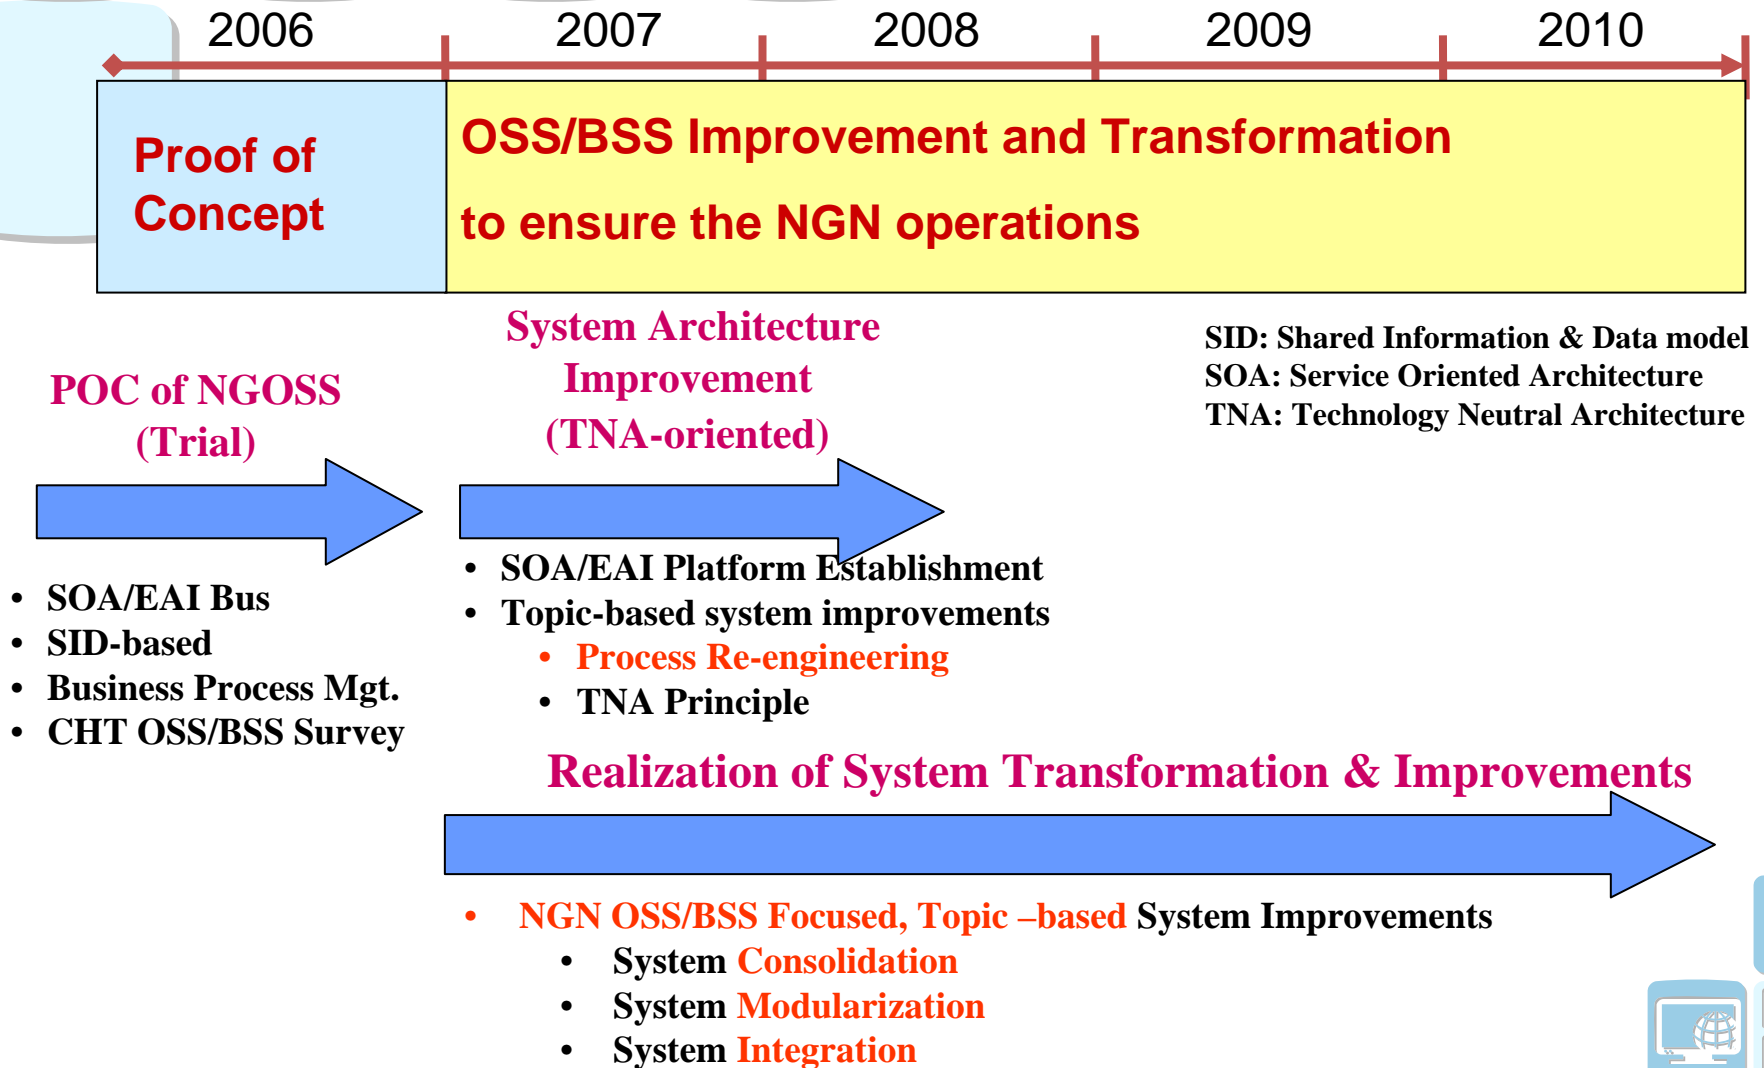 2006 2007 2008 2009 2010
Proof of
Concept
OSS/BSS Improvement and Transformation
to ensure the NGN operations
POC of NGOSS
(Trial)
• SOA/EAI Bus
• SID-based
• Business Process Mgt.
• CHT OSS/BSS Survey
System Architecture
Improvement
(TNA-oriented)
• SOA/EAI Platform Establishment
• Topic-based system improvements
• Process Re-engineering
• TNA Principle
SID: Shared Information & Data model
SOA: Service Oriented Architecture
TNA: Technology Neutral Architecture
Realization of System Transformation & Improvements
• NGN OSS/BSS Focused, Topic –based System Improvements
• System Consolidation
• System Modularization
• System Integration